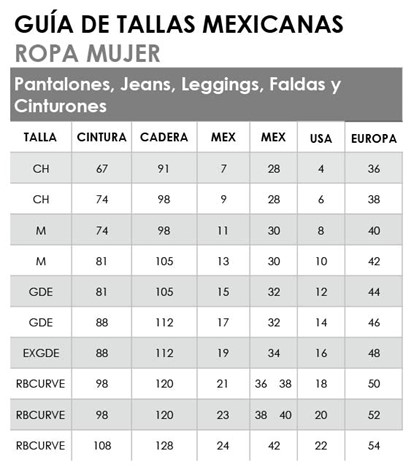 GUÍA DE TALLAS MEXICANAS
ROPA MUJER
Pantalones, Jeans, Leggings, Faldas y
Cinturones
TALLA CINTURA CADERA MEX MEX USA EUROPA
CH 67 91 7 28 4 36
CH 74 98 9 28 6 38
M 74 98 11 30 8 40
M 81 105 13 30 10 42
GDE 81 105 15 32 12 44
GDE 88 112 17 32 14 46
EXGDE 88 112 19 34 16 48
RBCURVE 98 120 21 36 38 18 50
RBCURVE 98 120 23 38 40 20 52
RBCURVE 108 128 24 42 22 54